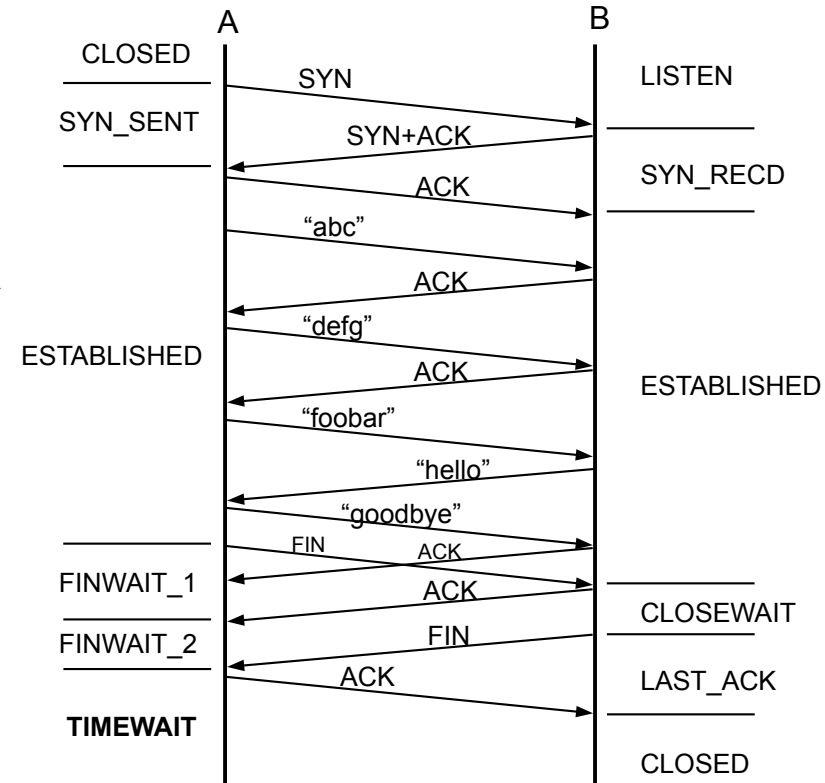 A
B
CLOSED
SYN
LISTEN
SYN_SENT
SYN+ACK
ACK
SYN_RECD
“abc”
ACK
“defg”
ESTABLISHED
ACK
ESTABLISHED
“foobar”
“hello”
“goodbye”
FIN
ACK
FINWAIT_1
ACK
CLOSEWAIT
FINWAIT_2
FIN
ACK
LAST_ACK
TIMEWAIT
CLOSED